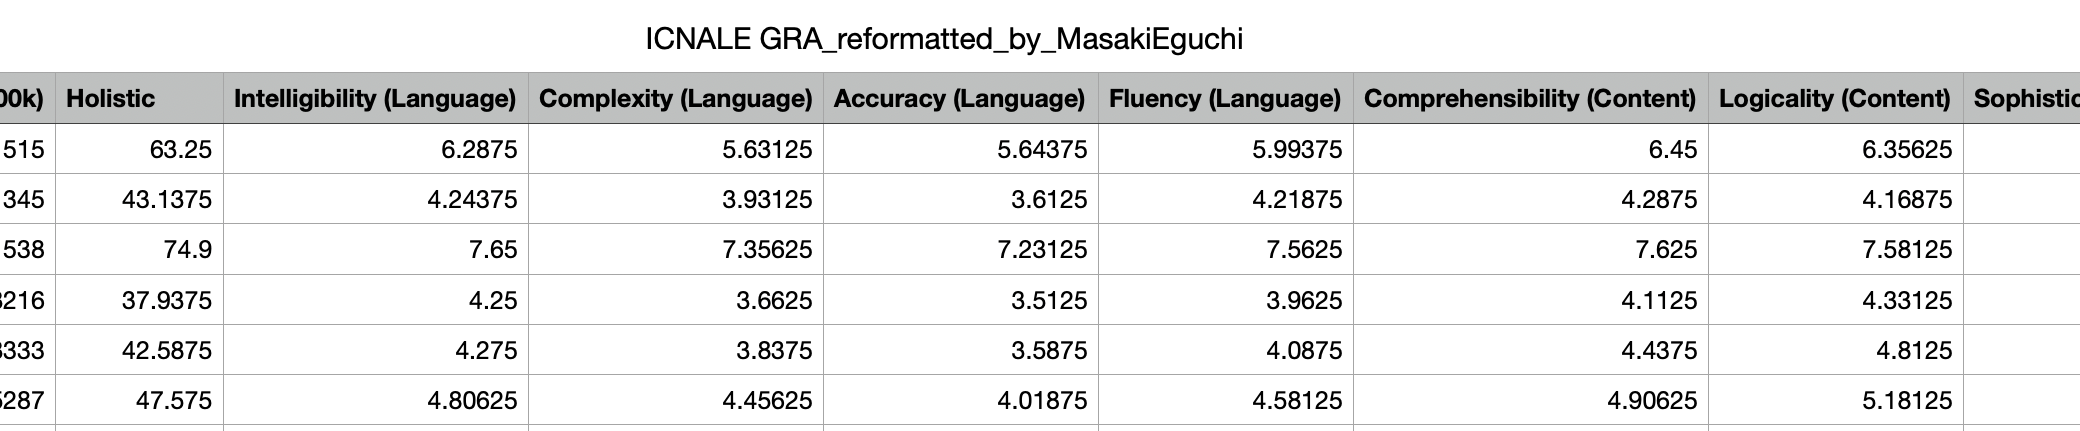 ICNALE GRA_reformatted_by_MasakiEguchi
00k) Holistic Intelligibility (Language) Complexity (Language) Accuracy (Language) Fluency (Language) Comprehensibility (Content) Logicality (Content) Sophistic
515 63.25 6.2875 5.63125 5.64375 5.99375 6.45 6.35625
345 43.1375 4.24375 3.93125 3.6125 4.21875 4.2875 4.16875
538 74.9 7.65 7.35625 7.23125 7.5625 7.625 7.58125
3216 37.9375 4.25 3.6625 3.5125 3.9625 4.1125 4.33125
3333 42.5875 4.275 3.8375 3.5875 4.0875 4.4375 4.8125
5287 47.575 4.80625 4.45625 4.01875 4.58125 4.90625 5.18125